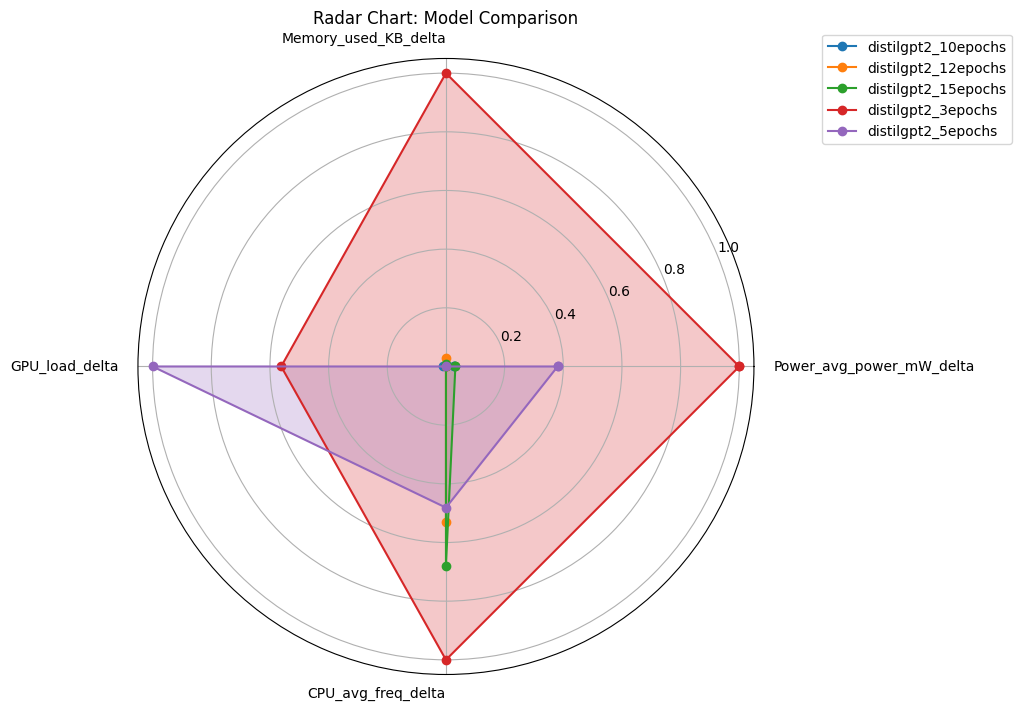 Radar Chart: Model Comparison
Memory_used_KB_delta
distilgpt2_10epochs
distilgpt2_12epochs
distilgpt2_15epochs
distilgpt2_3epochs
distilgpt2_5epochs
1.0
0.8
0.6
0.4
0.2
GPU_load_delta
Power_avg_power_mW_delta
CPU_avg_freq_delta